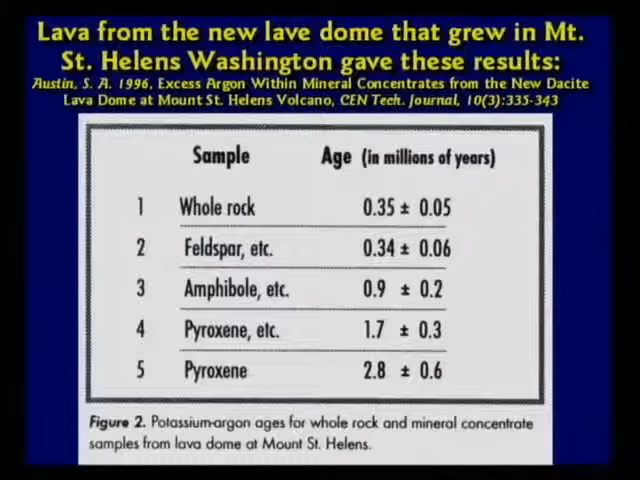 Lava from the new lave dome that grew in Mt.
St. Helens Washington gave these results:
Austin, S. A. 1996, Excess Argon Within Mineral Concentrates from the New Dacite
Lava Dome at Mount St. Helens Volcano, CEN Tech. Journal, 10(3):335-343
Sample Age (in millions of years)
1 Whole rock 0.35 ± 0.05
2 Feldspar, etc. 0.34 ± 0.06
3 Amphibole, etc. 0.9 ± 0.2
4 Pyroxene, etc. 1.7 ± 0.3
5 Pyroxene 2.8 ± 0.6
Figure 2. Potassium-argon ages for whole rock and mineral concentrate
samples from lava dome at Mount St. Helens.